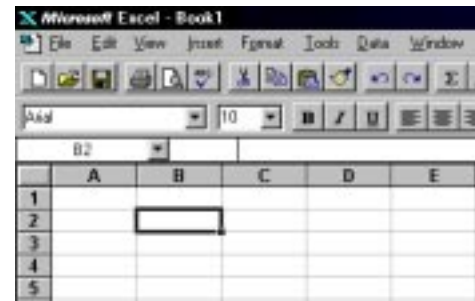 Microsoft Excel - Book1
File Edit View Insert Format Tools Data Window
Arial 10 B I U
B2
A B C D E
1
2
3
4
5